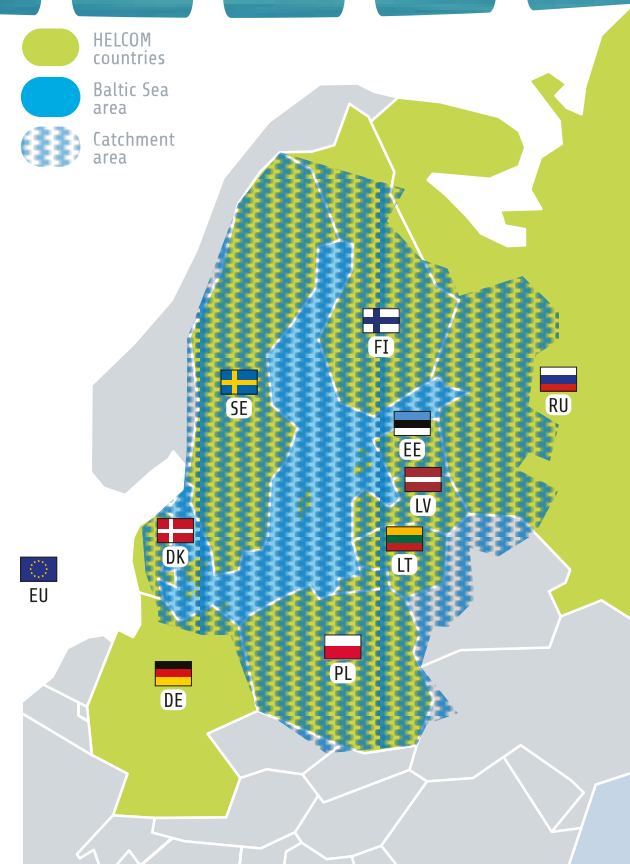 HELCOM
countries
Baltic Sea
area
Catchment
area
FI
SE
RU
EE
LV
DK
LT
EU
PL
DE